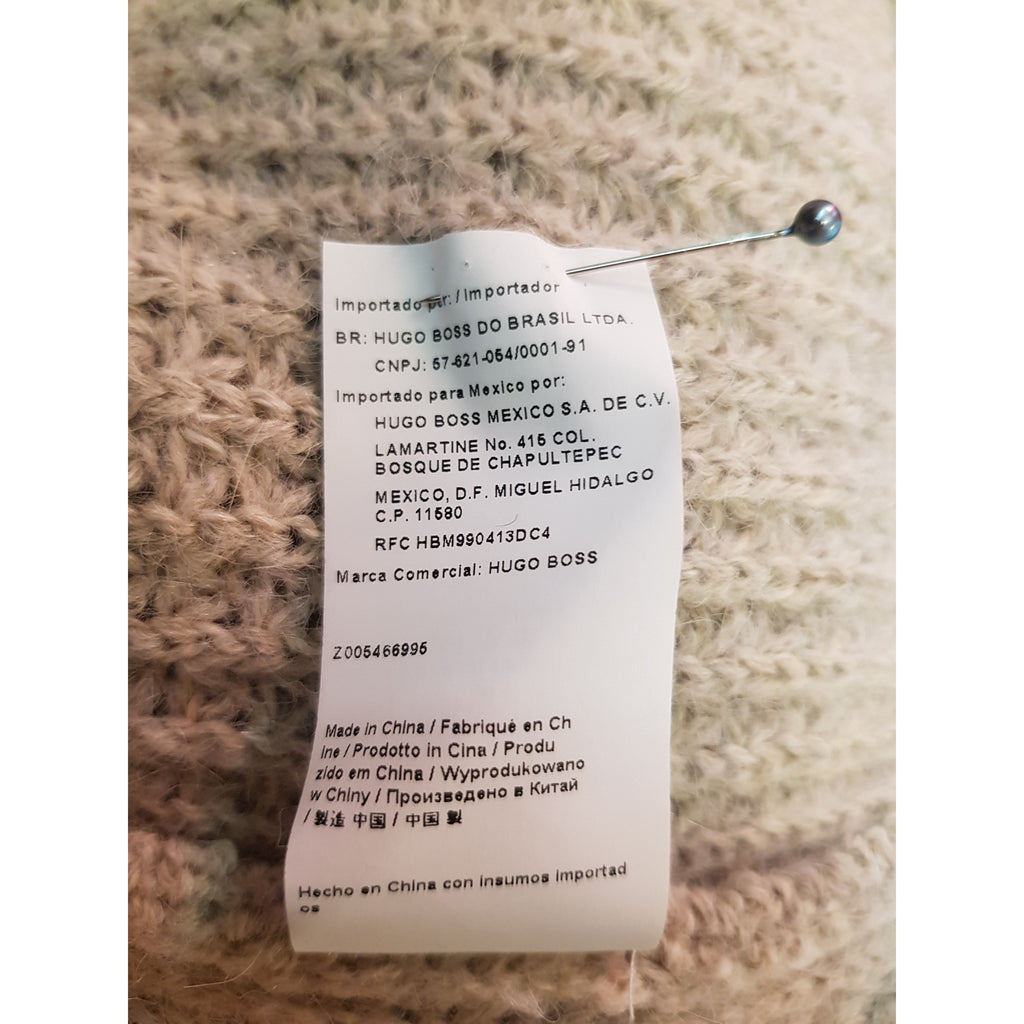 Importado por: / Importador
BR: HUGO BOSS DO BRASIL LTDA.
CNPJ: 57-621-054/0001-91
Importado para Mexico por:
HUGO BOSS MEXICO S.A. DE C.V.
LAMARTINE No. 415 COL.
BOSQUE DE CHAPULTEPEC
MEXICO, D.F. MIGUEL HIDALGO
C.P. 11580
RFC HBM990413DC4
Marca Comercial: HUGO BOSS
Z005466995
Made in China / Fabriqué en Ch
ine / Prodotto in Cina / Produ
zido em China / Wyprodukowano
w Chiny / Произведено в Китай
/ 製造 中国 / 中国 製
Hecho en China con insumos importad
os